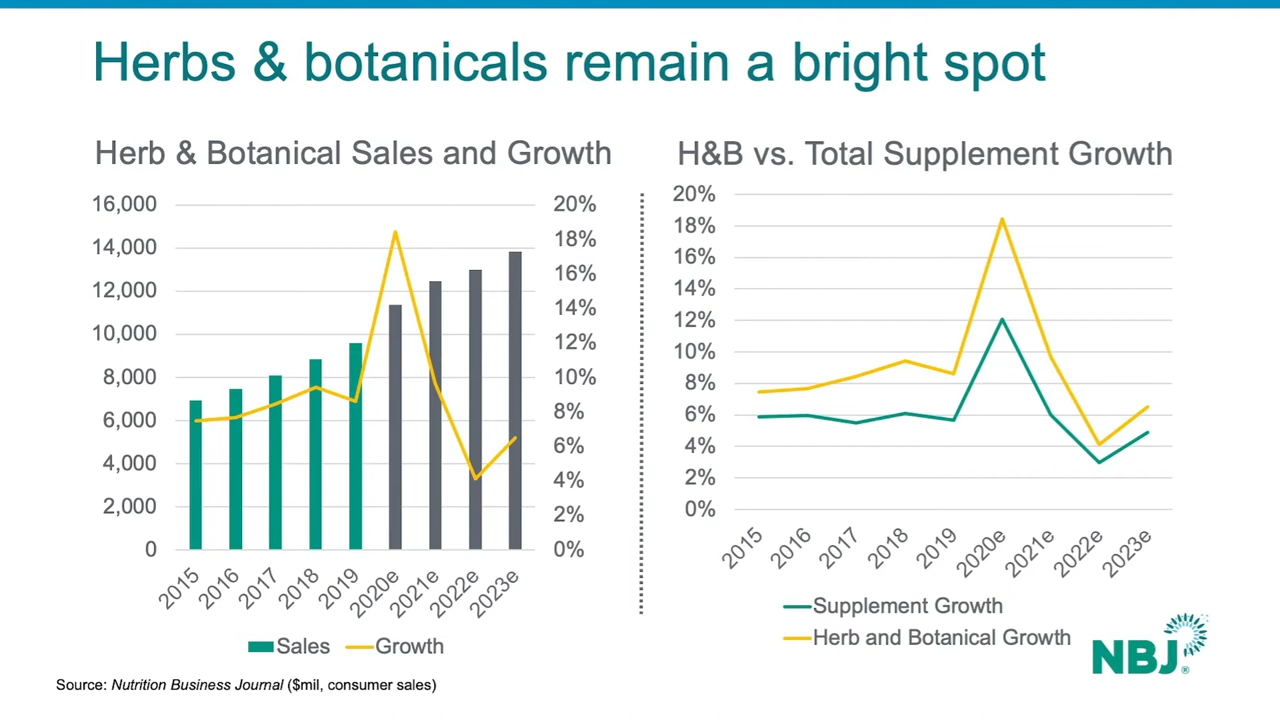 Herbs & botanicals remain a bright spot
Herb & Botanical Sales and Growth
16,000
14,000
12,000
10,000
8,000
6,000
4,000
2,000
0
20%
18%
16%
14%
12%
10%
8%
6%
4%
2%
0%
2015
2016
2017
2018
2019
2020e
2021e
2022e
2023e
Sales
Growth
H&B vs. Total Supplement Growth
20%
18%
16%
14%
12%
10%
8%
6%
4%
2%
0%
2015
2016
2017
2018
2019
2020e
2021e
2022e
2023e
Supplement Growth
Herb and Botanical Growth
NBJ®
Source: Nutrition Business Journal ($mil, consumer sales)